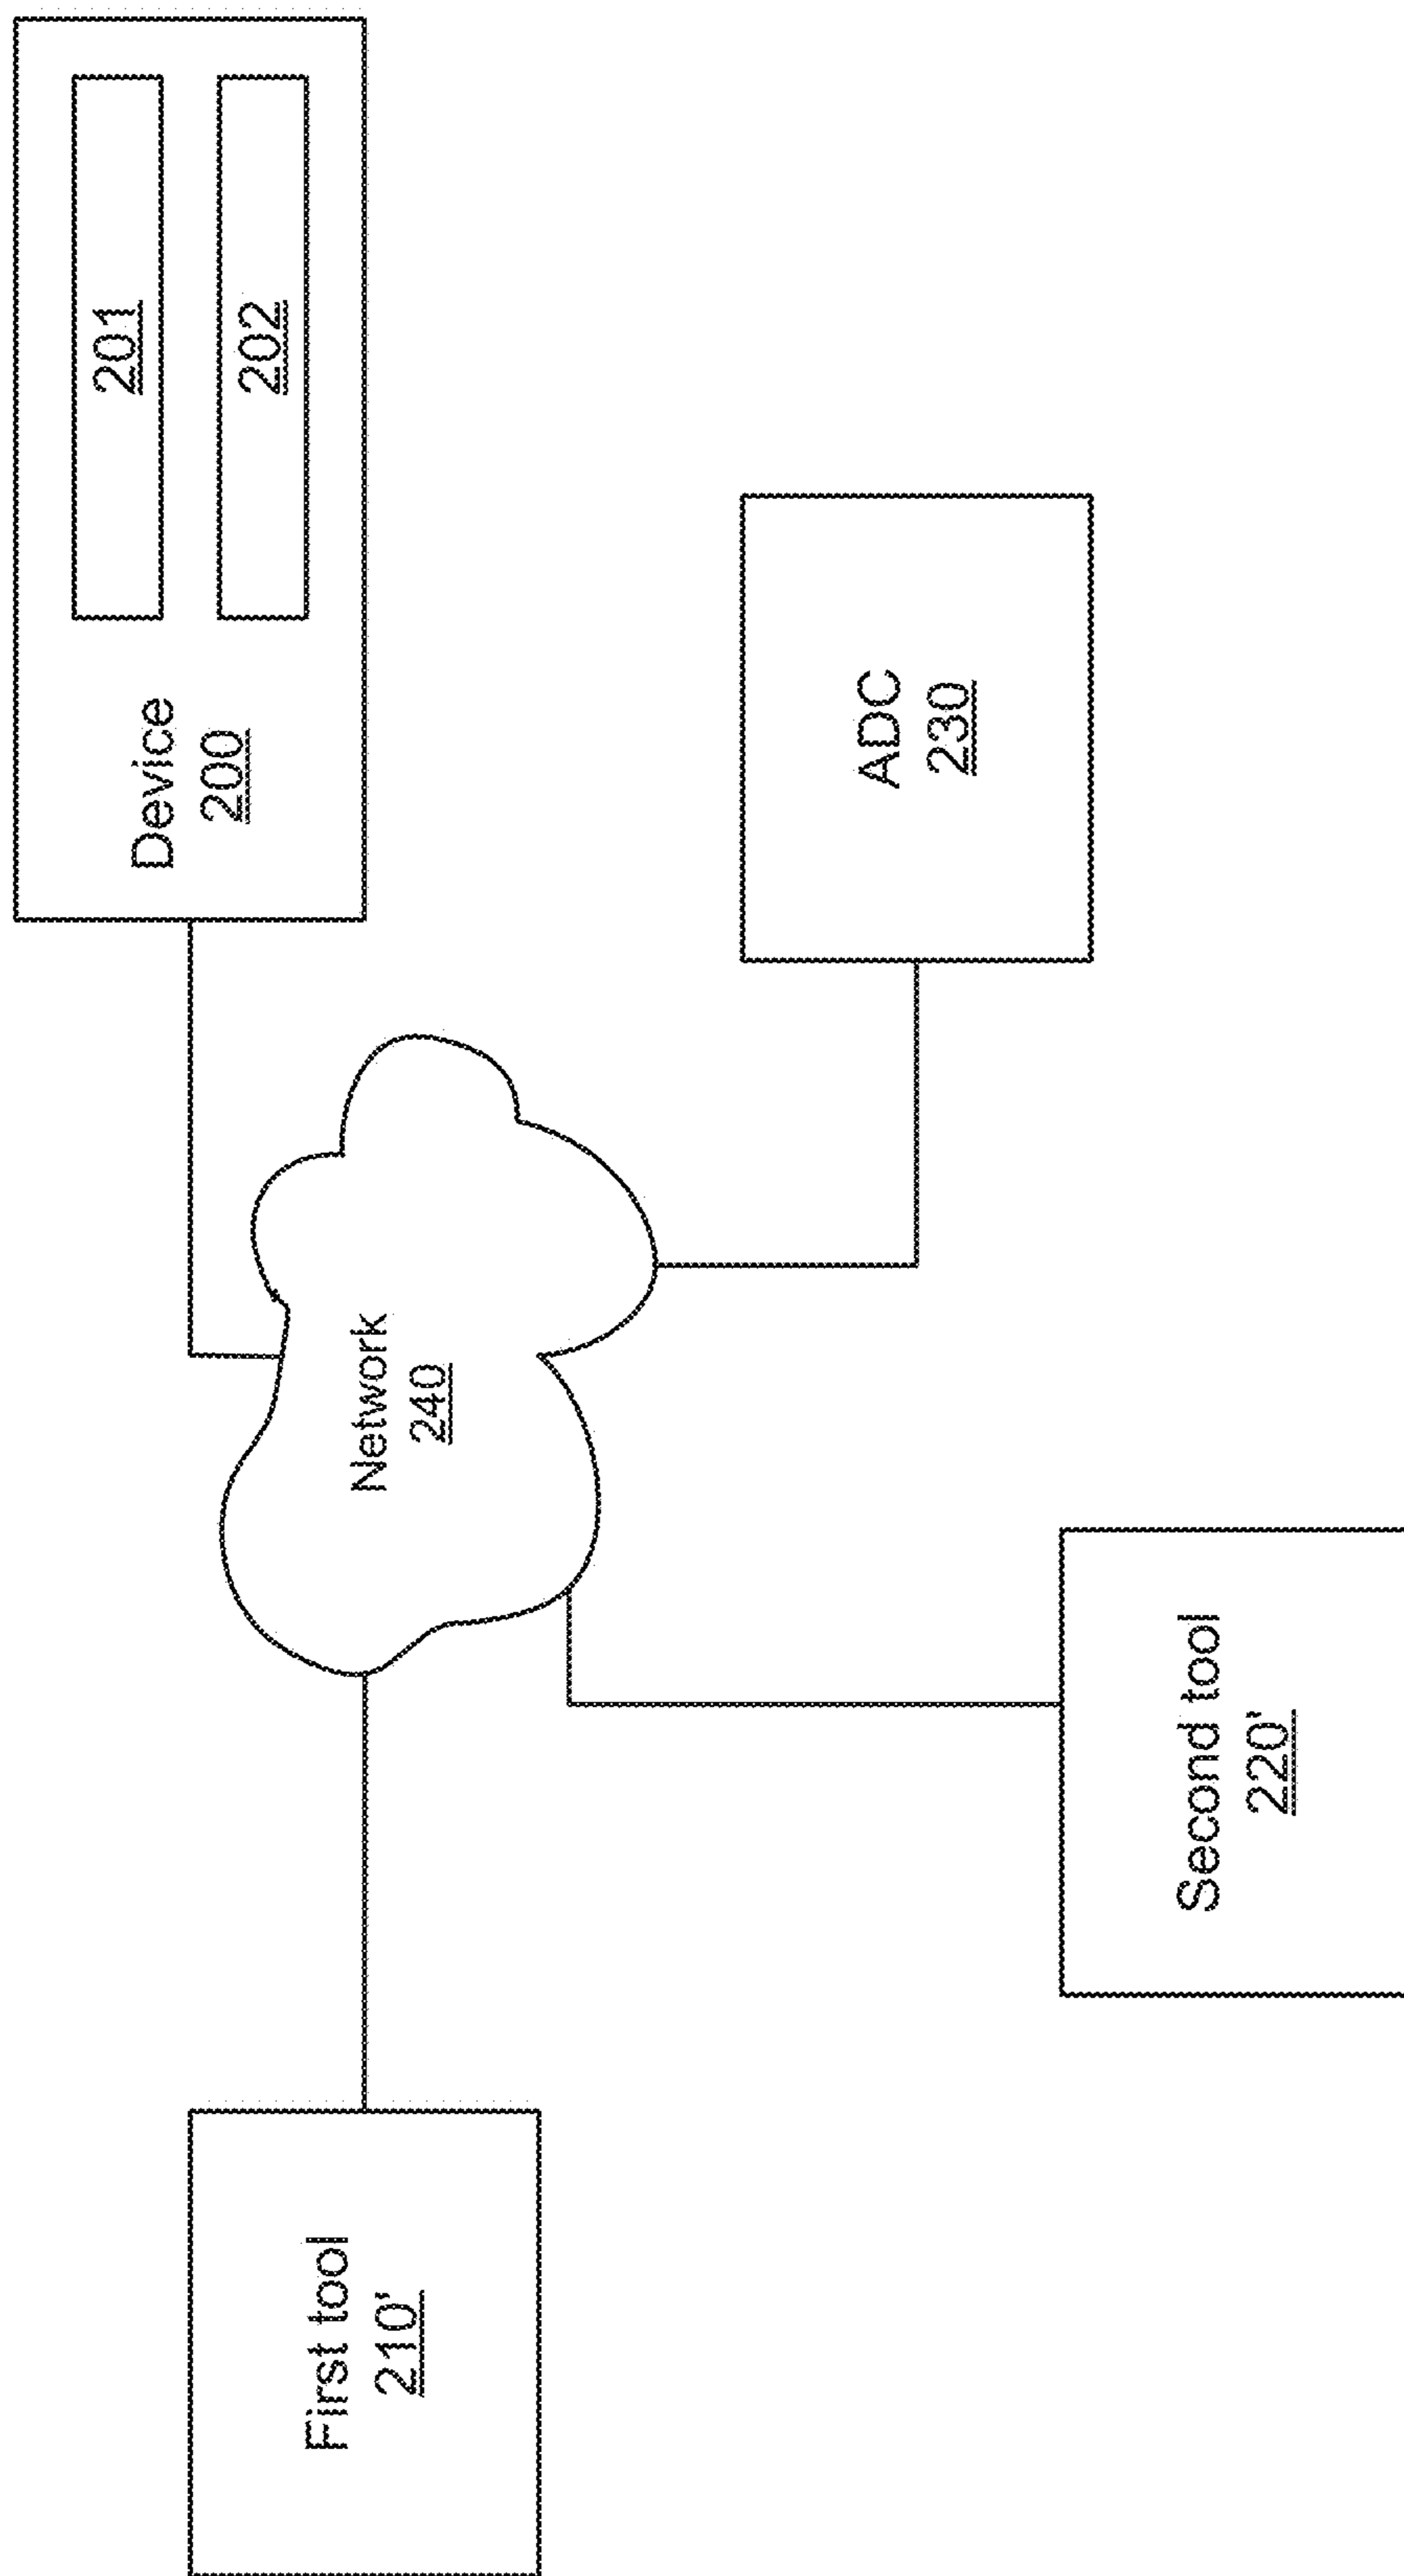 Device
200
201
202
Network
240
ADC
230
First tool
210'
Second tool
220'